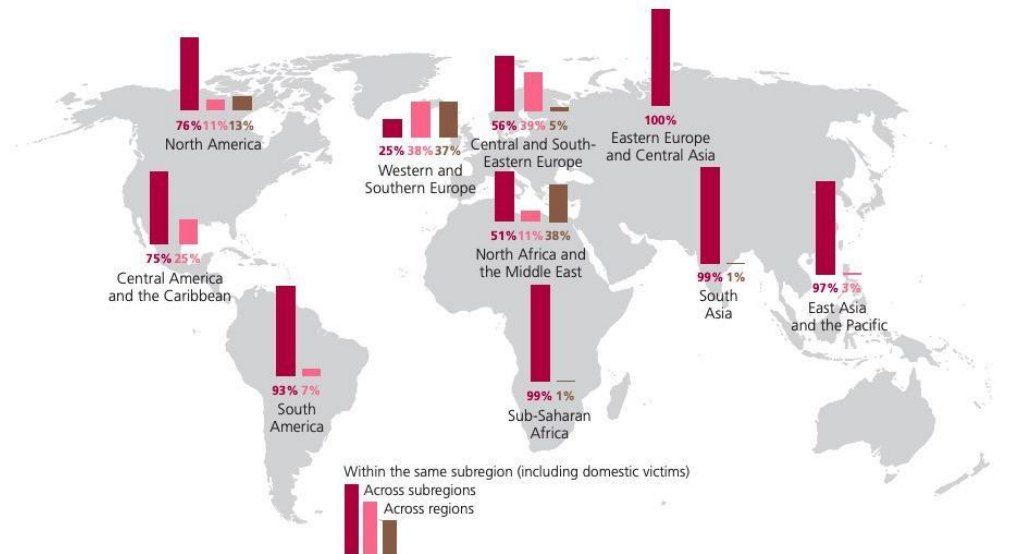 76% 11% 13%
North America
25% 38% 37%
Western and
Southern Europe
56% 39% 5%
Central and South-
Eastern Europe
100%
Eastern Europe
and Central Asia
75% 25%
Central America
and the Caribbean
51% 11% 38%
North Africa and
the Middle East
99% 1%
South
Asia
97% 3%
East Asia
and the Pacific
93% 7%
South
America
99% 1%
Sub-Saharan
Africa
Within the same subregion (including domestic victims)
Across subregions
Across regions